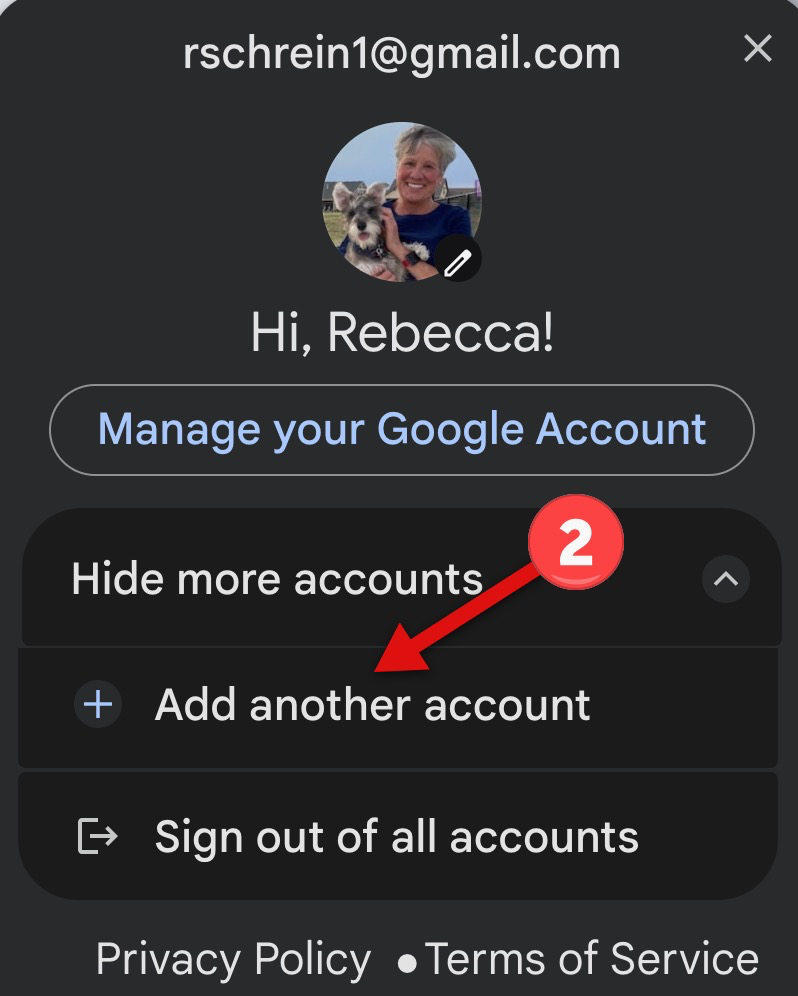 rschrein1@gmail.com
Hi, Rebecca!
Manage your Google Account
2
Hide more accounts
Add another account
Sign out of all accounts
Privacy Policy • Terms of Service